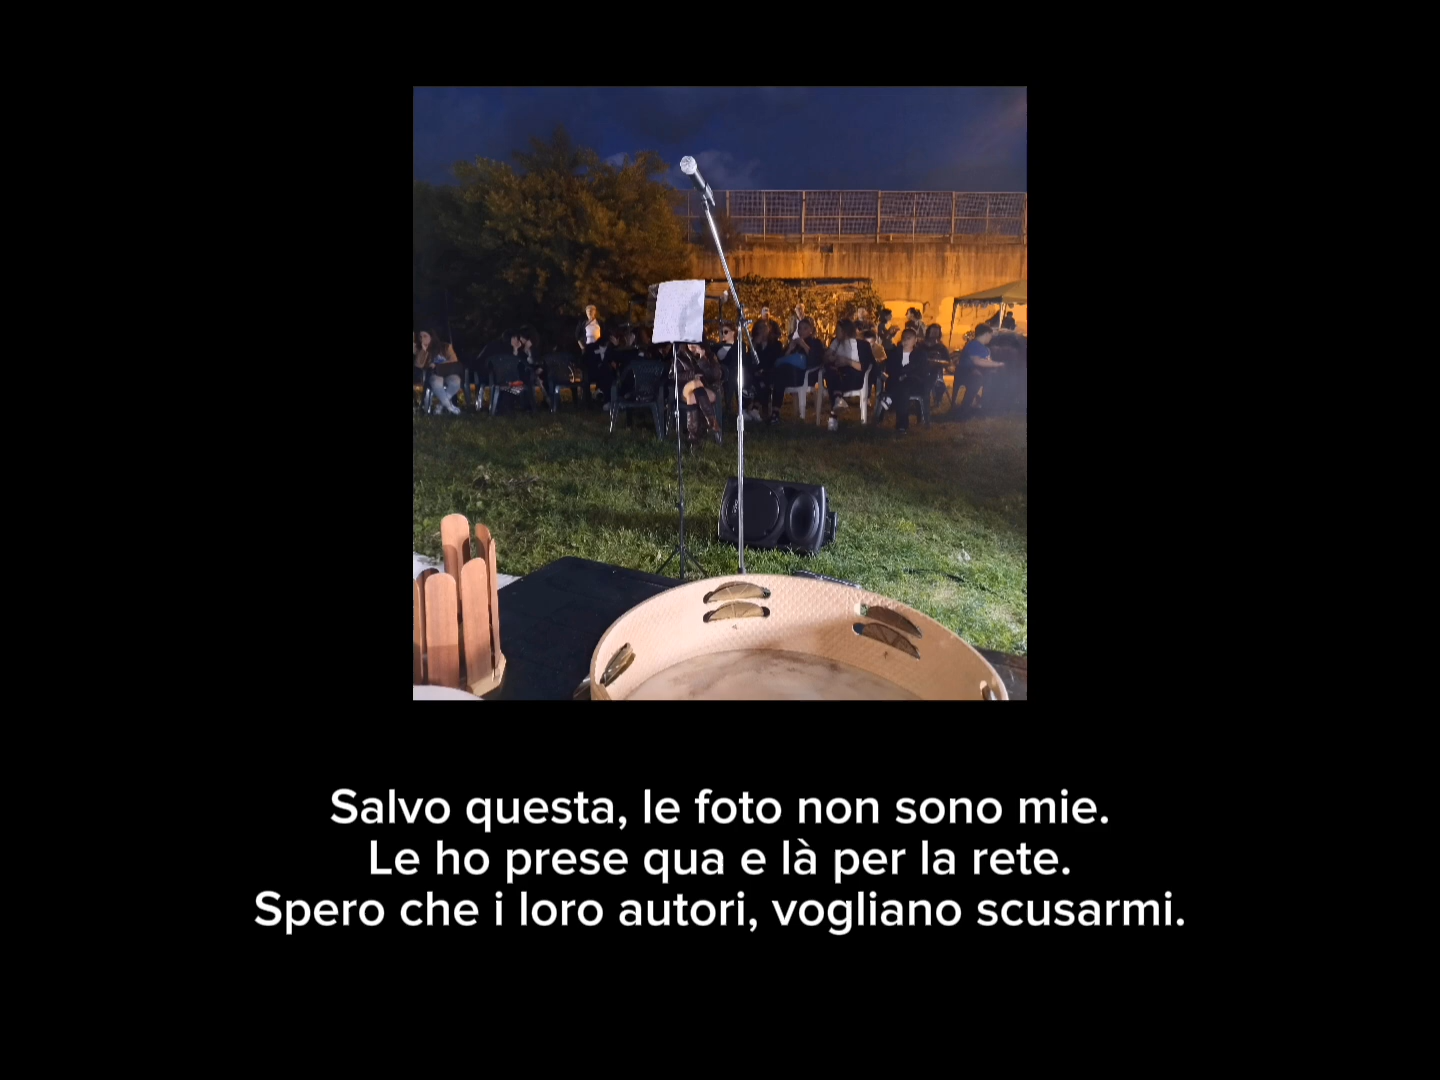 Salvo questa, le foto non sono mie.
Le ho prese qua e là per la rete.
Spero che i loro autori, vogliano scusarmi.